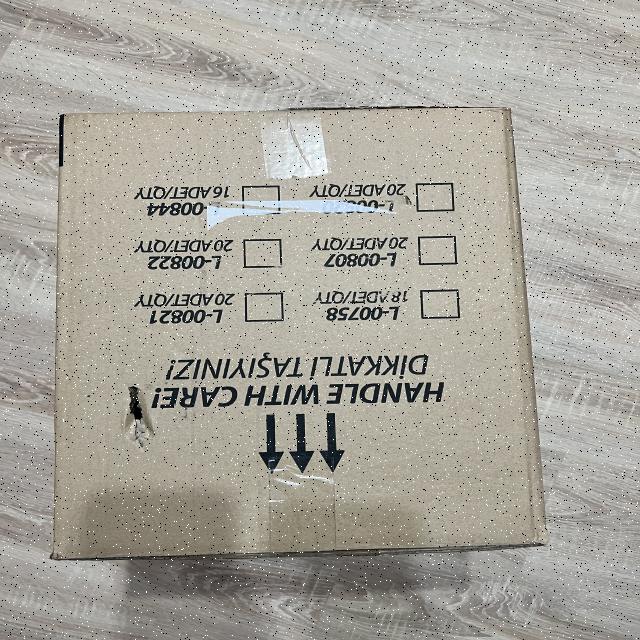 HANDLE WITH CARE!
DİKKATLİ TAŞIYINIZ!
L-00758
18 ADET/QTY
L-00821
20 ADET/QTY
L-00807
20 ADET/QTY
L-00822
20 ADET/QTY
20 ADET/QTY
L-00844
16 ADET/QTY